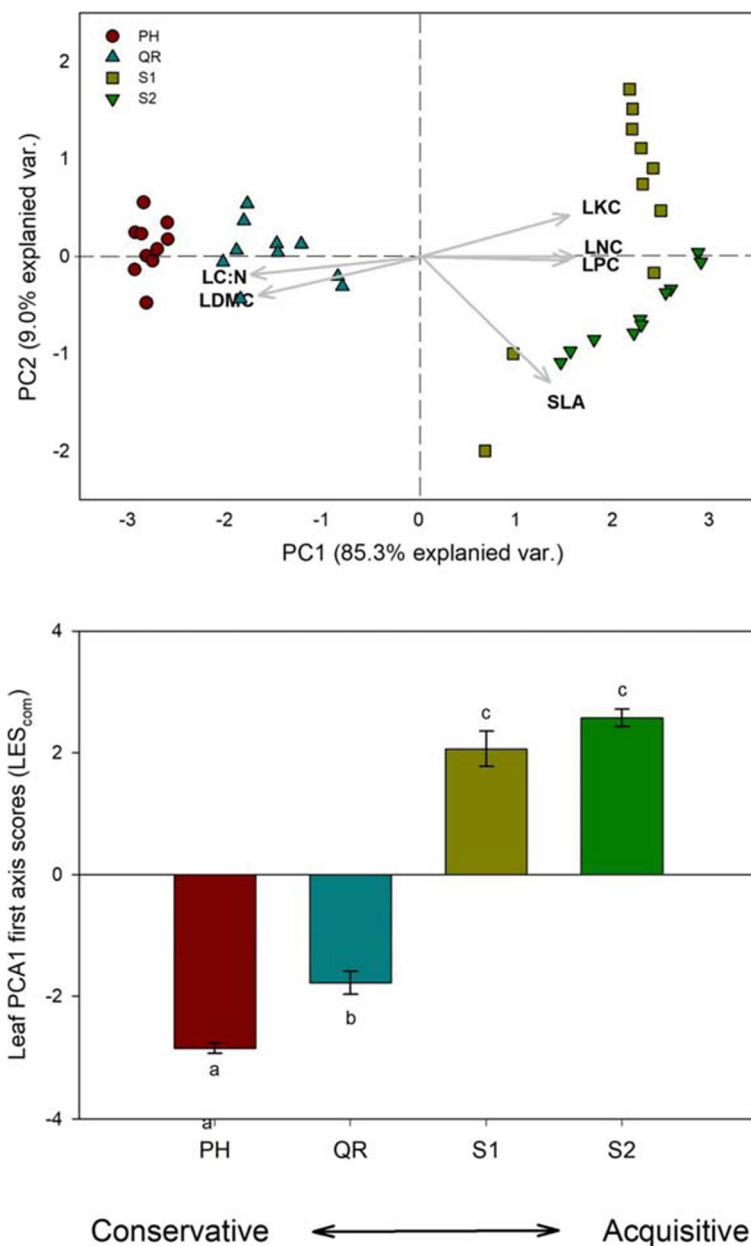 PH
QR
S1
S2
2
1
0
-1
-2
PC2 (9.0% explanied var.)
LKC
LNC
LPC
LC:N
LDMC
SLA
-3 -2 -1 0 1 2 3
PC1 (85.3% explanied var.)
4
2
0
-2
-4
Leaf PCA1 first axis scores (LEScom)
c
c
b
a
a
PH QR S1 S2
Conservative Acquisitive